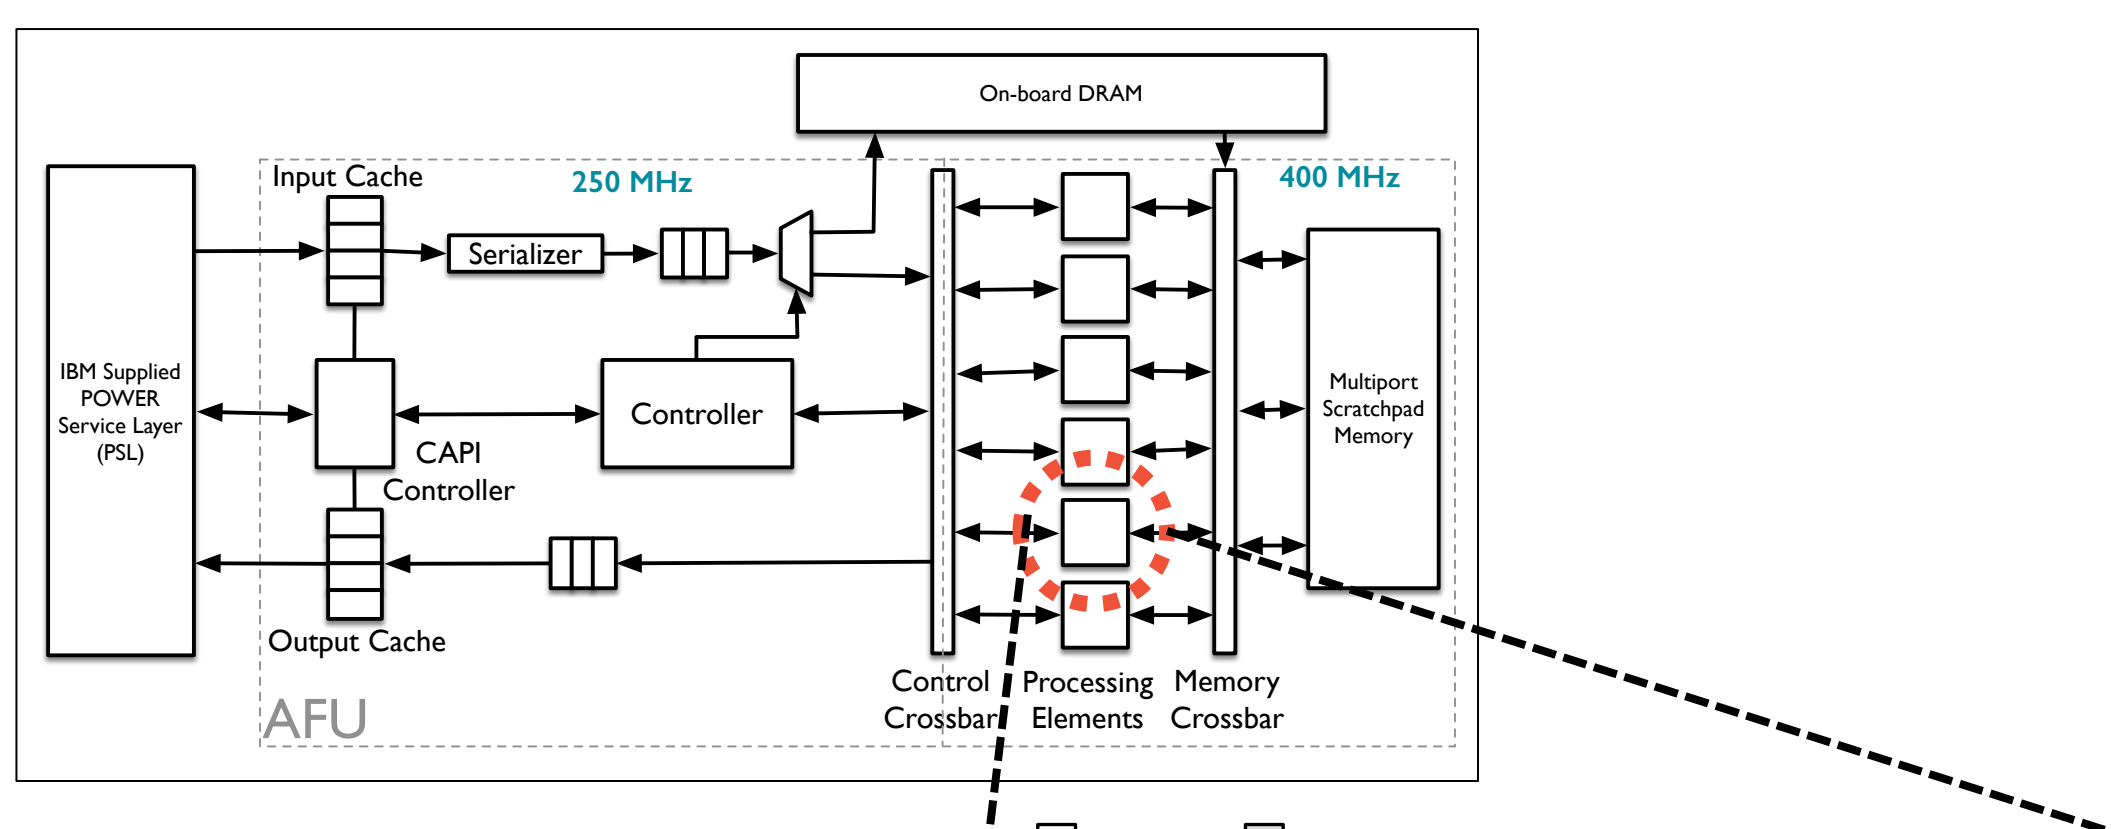 On-board DRAM
Input Cache
250 MHz
400 MHz
Serializer
IBM Supplied
POWER
Service Layer
(PSL)
Controller
Multiport
Scratchpad
Memory
CAPI
Controller
Output Cache
Control
Crossbar
Processing
Elements
Memory
Crossbar
AFU